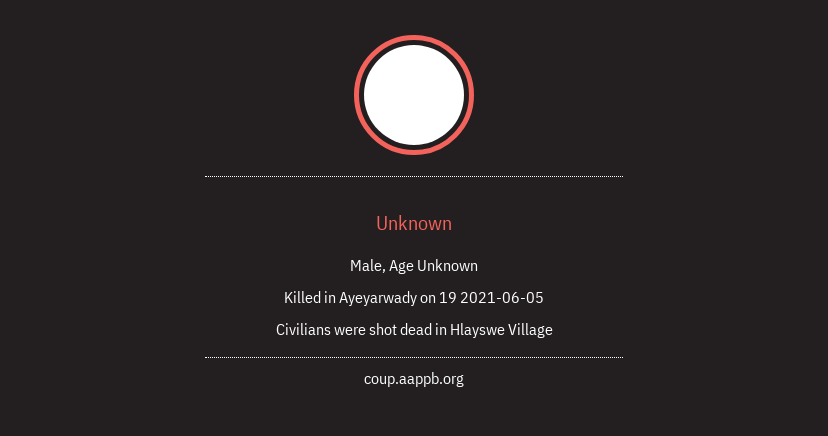 Unknown
Male, Age Unknown
Killed in Ayeyarwady on 19 2021-06-05
Civilians were shot dead in Hlayswe Village
coup.aappb.org